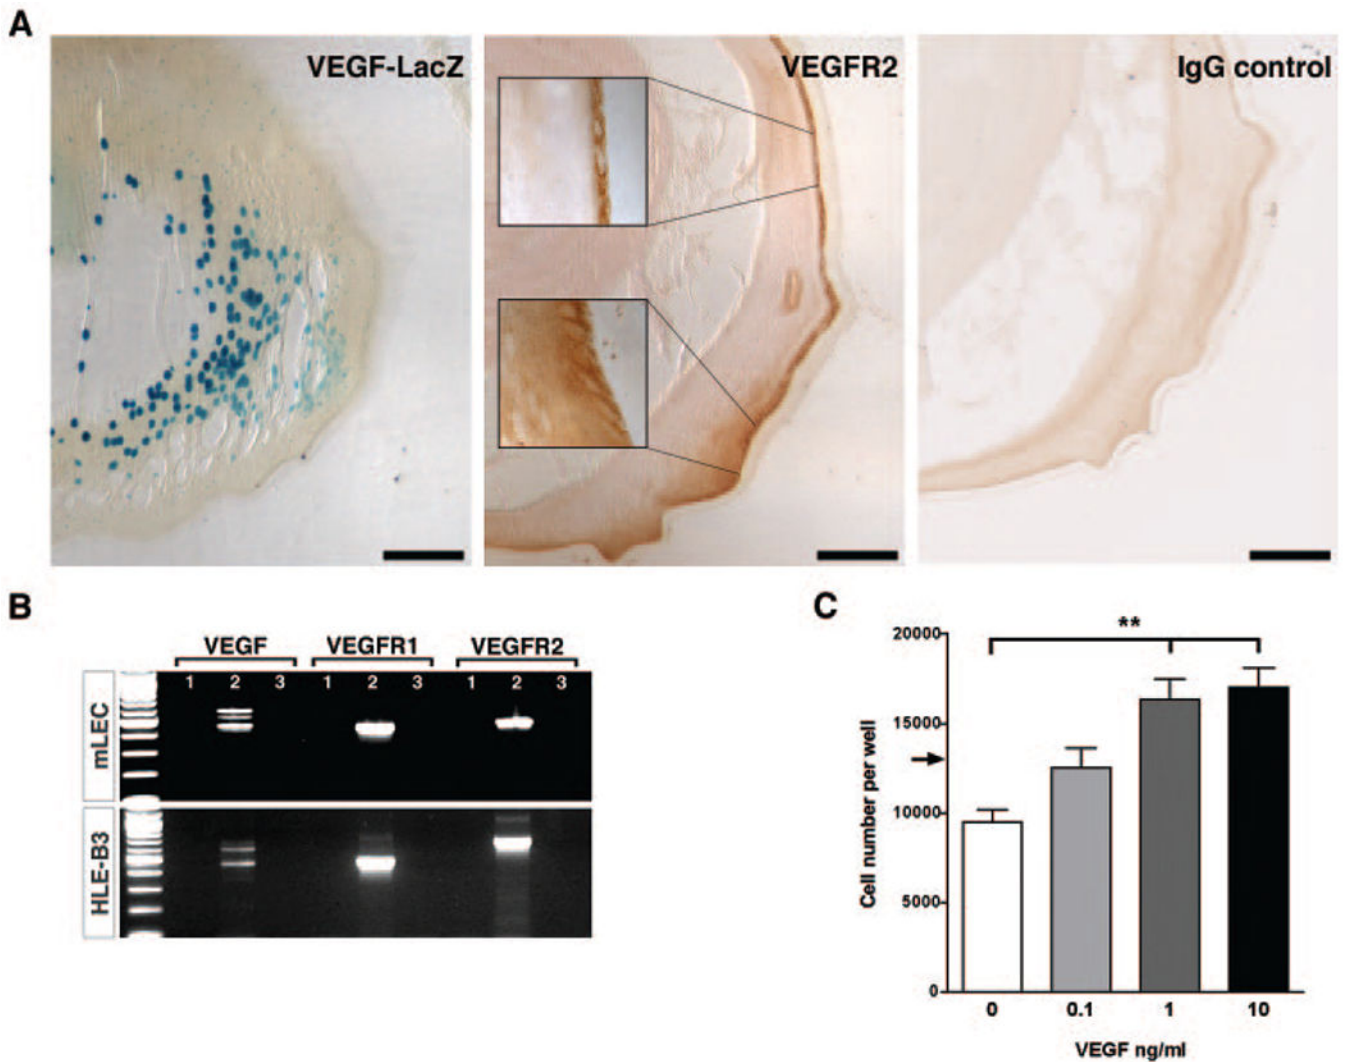 A
VEGF-LacZ
VEGFR2
IgG control
B
VEGF
VEGFR1
VEGFR2
1 2 3 1 2 3 1 2 3
mLEC
HLE-B3
C
**
20000
15000
10000
5000
0
Cell number per well
0 0.1 1 10
VEGF ng/ml